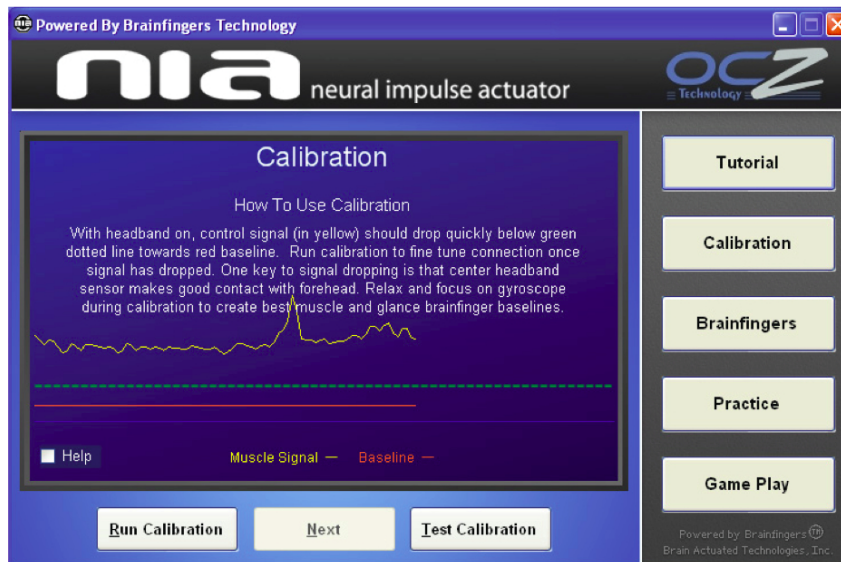 nia Powered By Brainfingers Technology
nia neural impulse actuator
OCZ
Technology
Calibration
How To Use Calibration
With headband on, control signal (in yellow) should drop quickly below green
dotted line towards red baseline. Run calibration to fine tune connection once
signal has dropped. One key to signal dropping is that center headband
sensor makes good contact with forehead. Relax and focus on gyroscope
during calibration to create best muscle and glance brainfinger baselines.
Help
Muscle Signal
Baseline
Run Calibration
Next
Test Calibration
Tutorial
Calibration
Brainfingers
Practice
Game Play
Powered by Brainfingers TM
Brain Actuated Technologies, Inc.